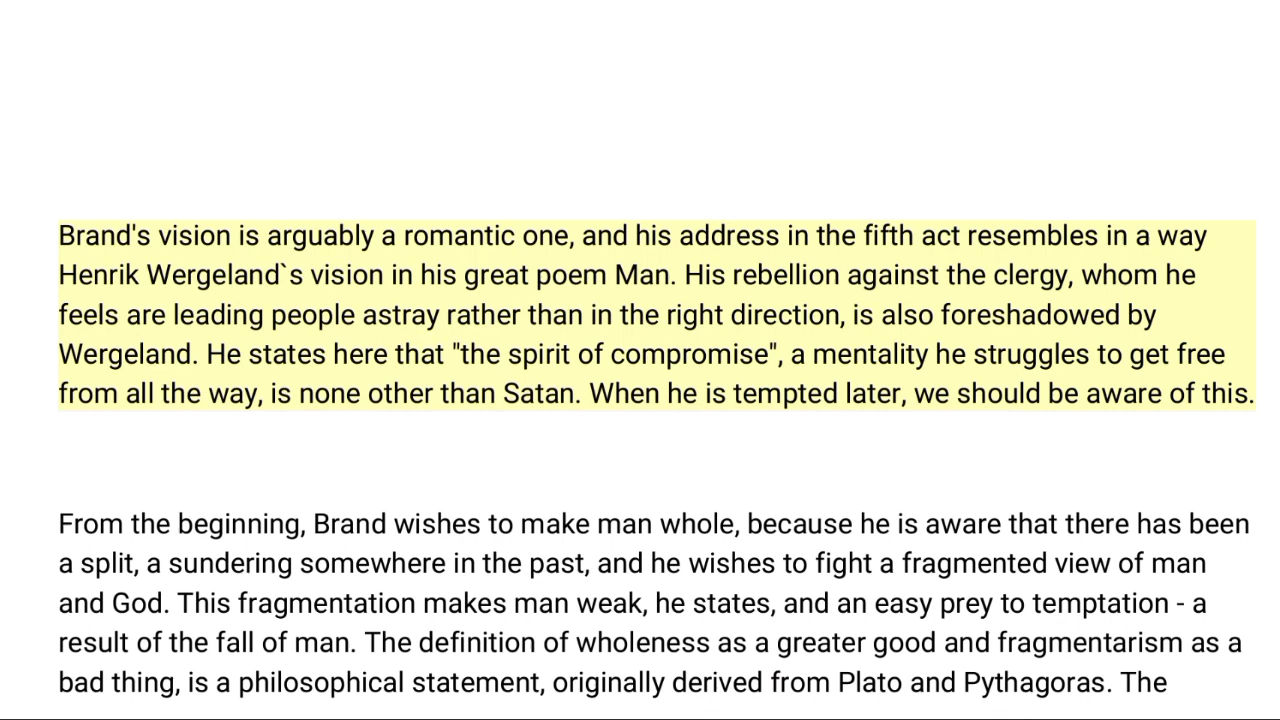 Brand's vision is arguably a romantic one, and his address in the fifth act resembles in a way
Henrik Wergeland`s vision in his great poem Man. His rebellion against the clergy, whom he
feels are leading people astray rather than in the right direction, is also foreshadowed by
Wergeland. He states here that "the spirit of compromise", a mentality he struggles to get free
from all the way, is none other than Satan. When he is tempted later, we should be aware of this.
From the beginning, Brand wishes to make man whole, because he is aware that there has been
a split, a sundering somewhere in the past, and he wishes to fight a fragmented view of man
and God. This fragmentation makes man weak, he states, and an easy prey to temptation - a
result of the fall of man. The definition of wholeness as a greater good and fragmentarism as a
bad thing, is a philosophical statement, originally derived from Plato and Pythagoras. The